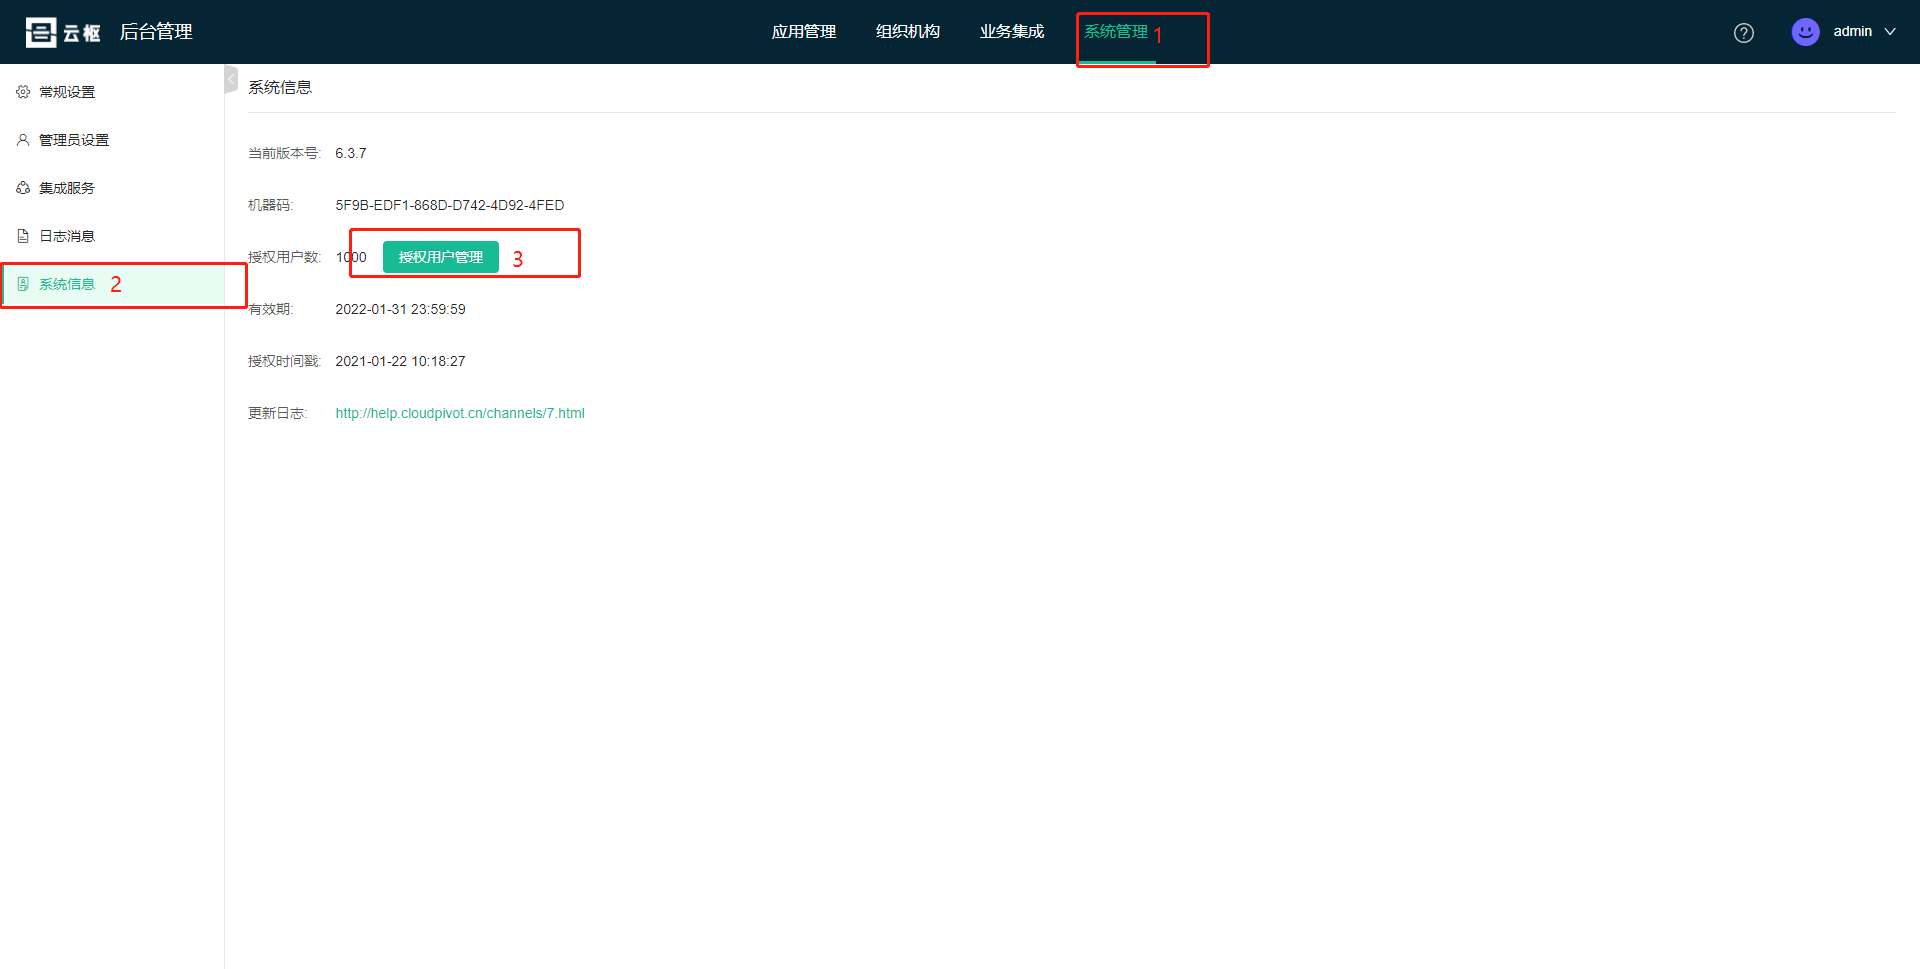 云枢 后台管理 应用管理 组织机构 业务集成 系统管理 1 admin
常规设置
管理员设置
集成服务
日志消息
系统信息 2
系统信息
当前版本号: 6.3.7
机器码: 5F9B-EDF1-868D-D742-4D92-4FED
授权用户数: 1000 授权用户管理 3
有效期: 2022-01-31 23:59:59
授权时间戳: 2021-01-22 10:18:27
更新日志: http://help.cloudpivot.cn/channels/7.html